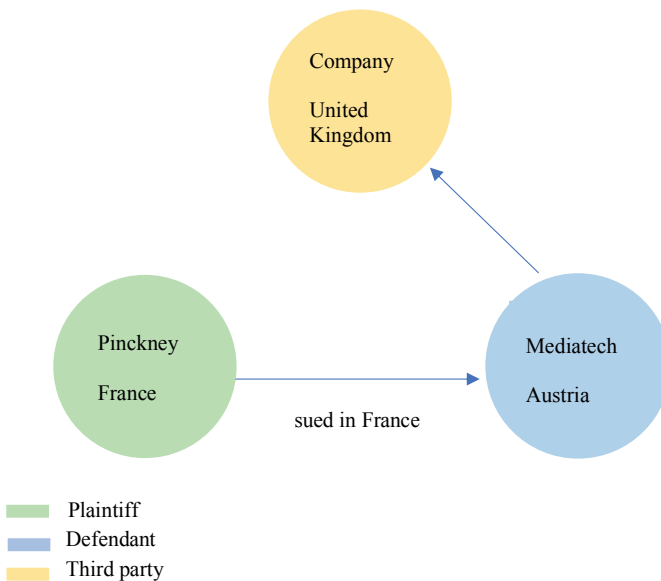 Company
United
Kingdom
Pinckney
France
sued in France
Mediatech
Austria
Plaintiff
Defendant
Third party